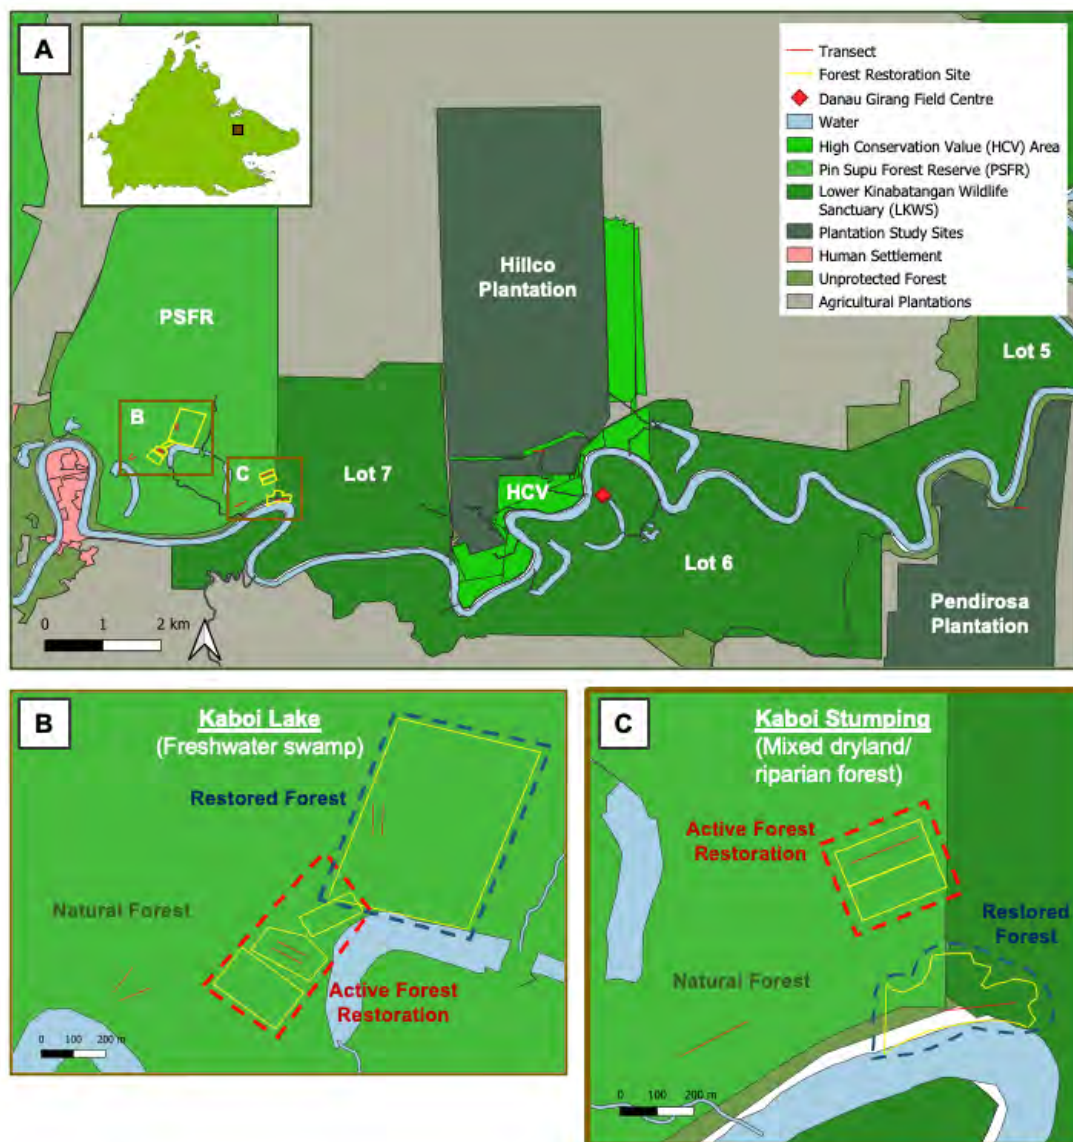 A
Transect
Forest Restoration Site
Danau Girang Field Centre
Water
High Conservation Value (HCV) Area
Pin Supu Forest Reserve (PSFR)
Lower Kinabatangan Wildlife
Sanctuary (LKWS)
Plantation Study Sites
Human Settlement
Unprotected Forest
Agricultural Plantations
Hillco
Plantation
PSFR
Lot 5
B
C
Lot 7
HCV
Lot 6
Pendirosa
Plantation
0 1 2 km
B
Kaboi Lake
(Freshwater swamp)
Restored Forest
Natural Forest
Active Forest
Restoration
0 100 200 m
C
Kaboi Stumping
(Mixed dryland/
riparian forest)
Active Forest
Restoration
Restored
Forest
Natural Forest
0 100 200 m